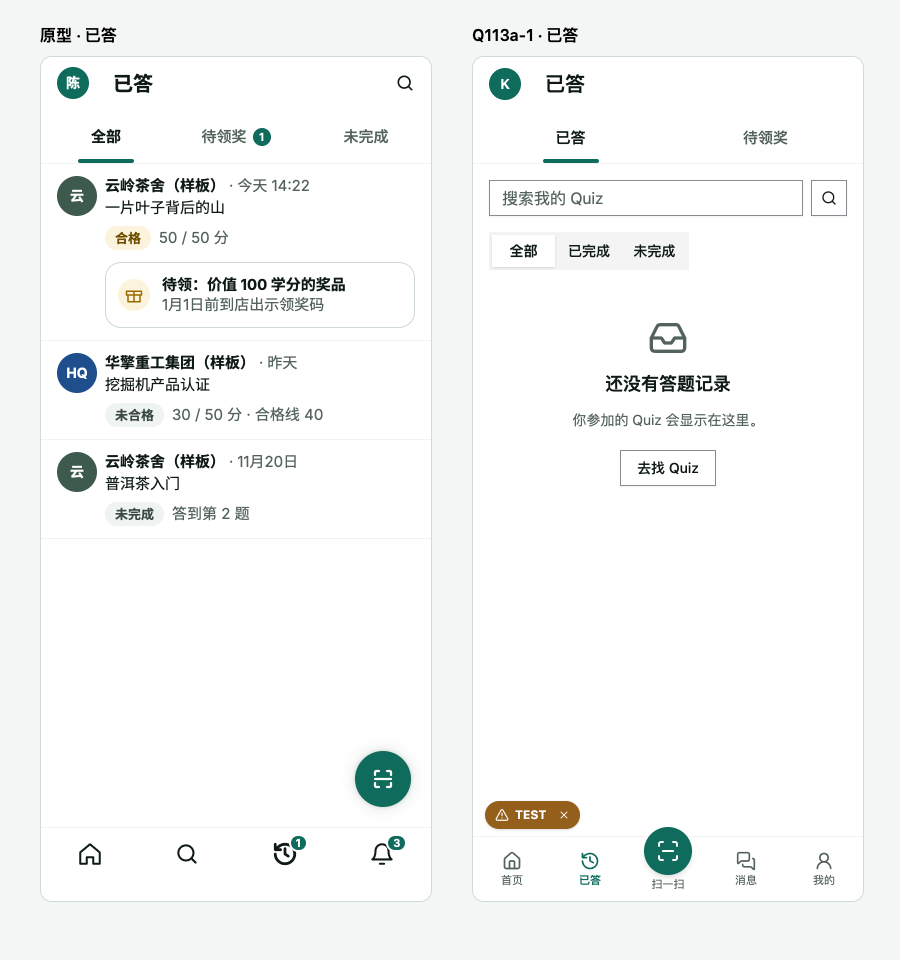 原型 · 已答
陈
已答
全部
待领奖 1
未完成
云
云岭茶舍（样板） · 今天 14:22
一片叶子背后的山
合格 50 / 50 分
待领：价值 100 学分的奖品
1月1日前到店出示领奖码
HQ
华擎重工集团（样板） · 昨天
挖掘机产品认证
未合格 30 / 50 分 · 合格线 40
云
云岭茶舍（样板） · 11月20日
普洱茶入门
未完成 答到第 2 题
1
3
Q113a-1 · 已答
K
已答
已答
待领奖
搜索我的 Quiz
全部
已完成
未完成
还没有答题记录
你参加的 Quiz 会显示在这里。
去找 Quiz
TEST
首页
已答
扫一扫
消息
我的